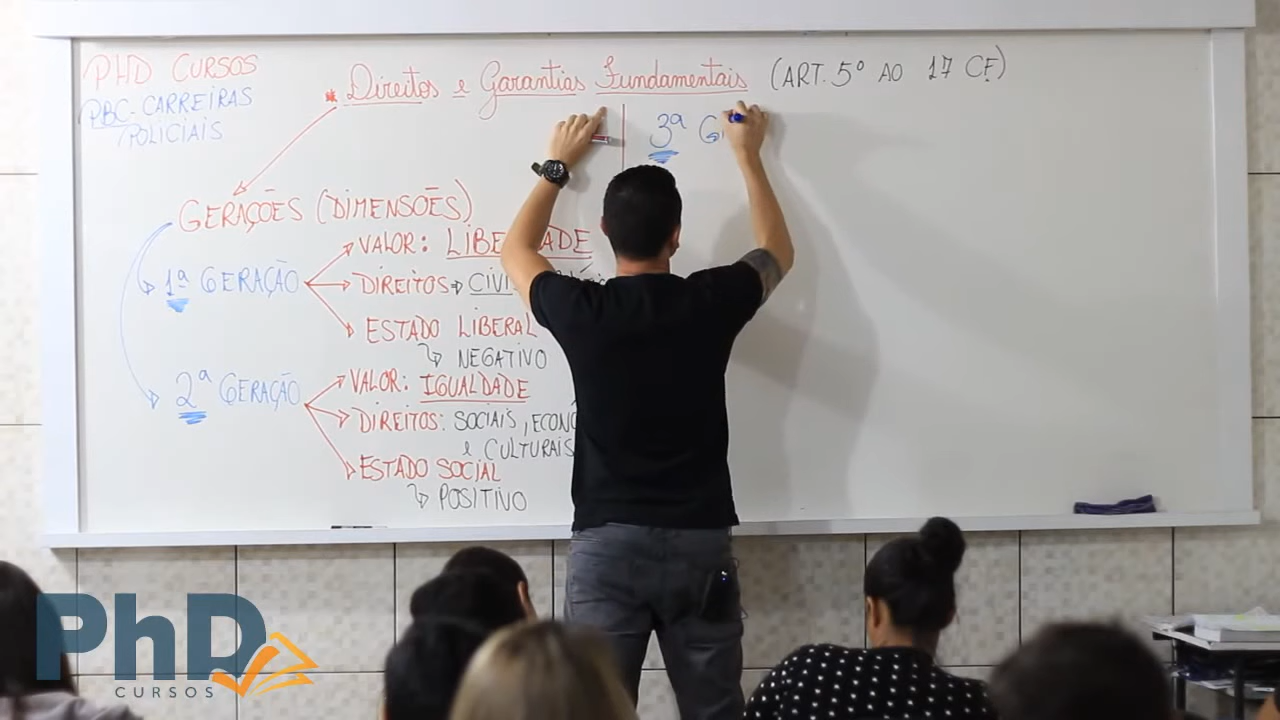 PHD CURSOS
PBC-CARREIRAS
POLICIAIS
* Direitos e Garantias Fundamentais (ART. 5º AO 17 CF)
GERAÇÕES (DIMENSÕES)
1ª GERAÇÃO
VALOR:
DIREITOS
ESTADO LIBERAL
NEGATIVO
2ª GERAÇÃO
VALOR: IGUALDADE
DIREITOS: SOCIAIS,
e CULTURAIS
ESTADO SOCIAL
POSITIVO
3ª
PhD
CURSOS